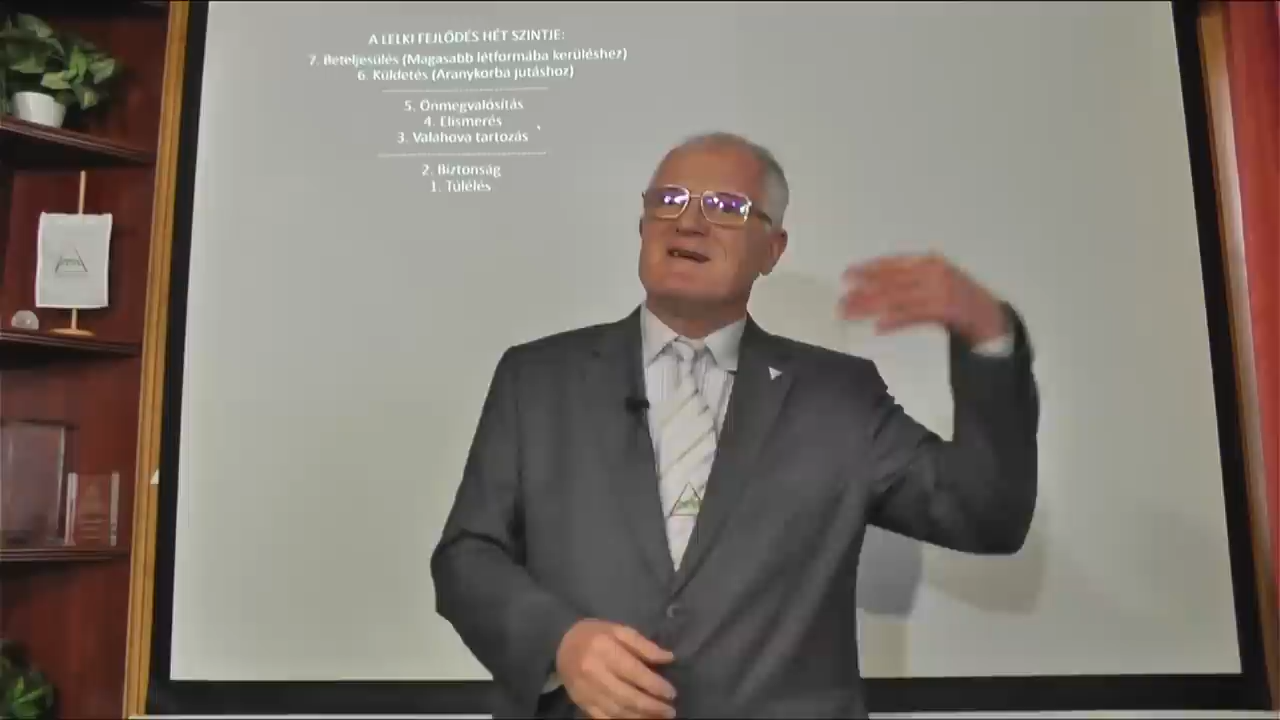 A LELKI FEJLŐDÉS HÉT SZINTJE:
7. Beteljesülés (Magasabb létformába kerüléshez)
6. Küldetés (Aranykorba jutáshoz)
5. Önmegvalósítás
4. Elismerés
3. Valahova tartozás
2. Biztonság
1. Túlélés